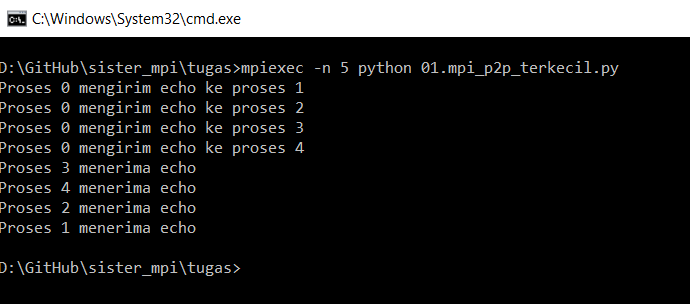 C:\Windows\System32\cmd.exe
D:\GitHub\sister_mpi\tugas>mpiexec -n 5 python 01.mpi_p2p_terkecil.py
Proses 0 mengirim echo ke proses 1
Proses 0 mengirim echo ke proses 2
Proses 0 mengirim echo ke proses 3
Proses 0 mengirim echo ke proses 4
Proses 3 menerima echo
Proses 4 menerima echo
Proses 2 menerima echo
Proses 1 menerima echo
D:\GitHub\sister_mpi\tugas>